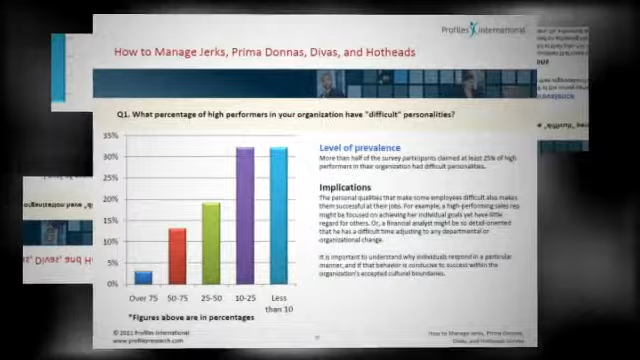 Profiles International
How to Manage Jerks, Prima Donnas, Divas, and Hotheads
Q1. What percentage of high performers in your organization have "difficult" personalities?
35%
30%
25%
20%
15%
10%
5%
0%
Over 75
50-75
25-50
10-25
Less
than 10
*Figures above are in percentages
Level of prevalence
More than half of the survey participants claimed at least 25% of high
performers in their organization had difficult personalities.
Implications
The personal qualities that make some employees difficult also makes
them successful at their jobs. For example, a high-performing sales rep
might be focused on achieving her individual goals yet have little
regard for others. Or, a financial analyst might be so detail-oriented
that he has a difficult time adjusting to any departmental or
organizational change.
It is important to understand why individuals respond in a particular
manner, and if that behavior is conducive to success within the
organization's accepted cultural boundaries.
© 2011 Profiles International
www.profilesresearch.com
How to Manage Jerks, Prima Donnas,
Divas, and Hotheads